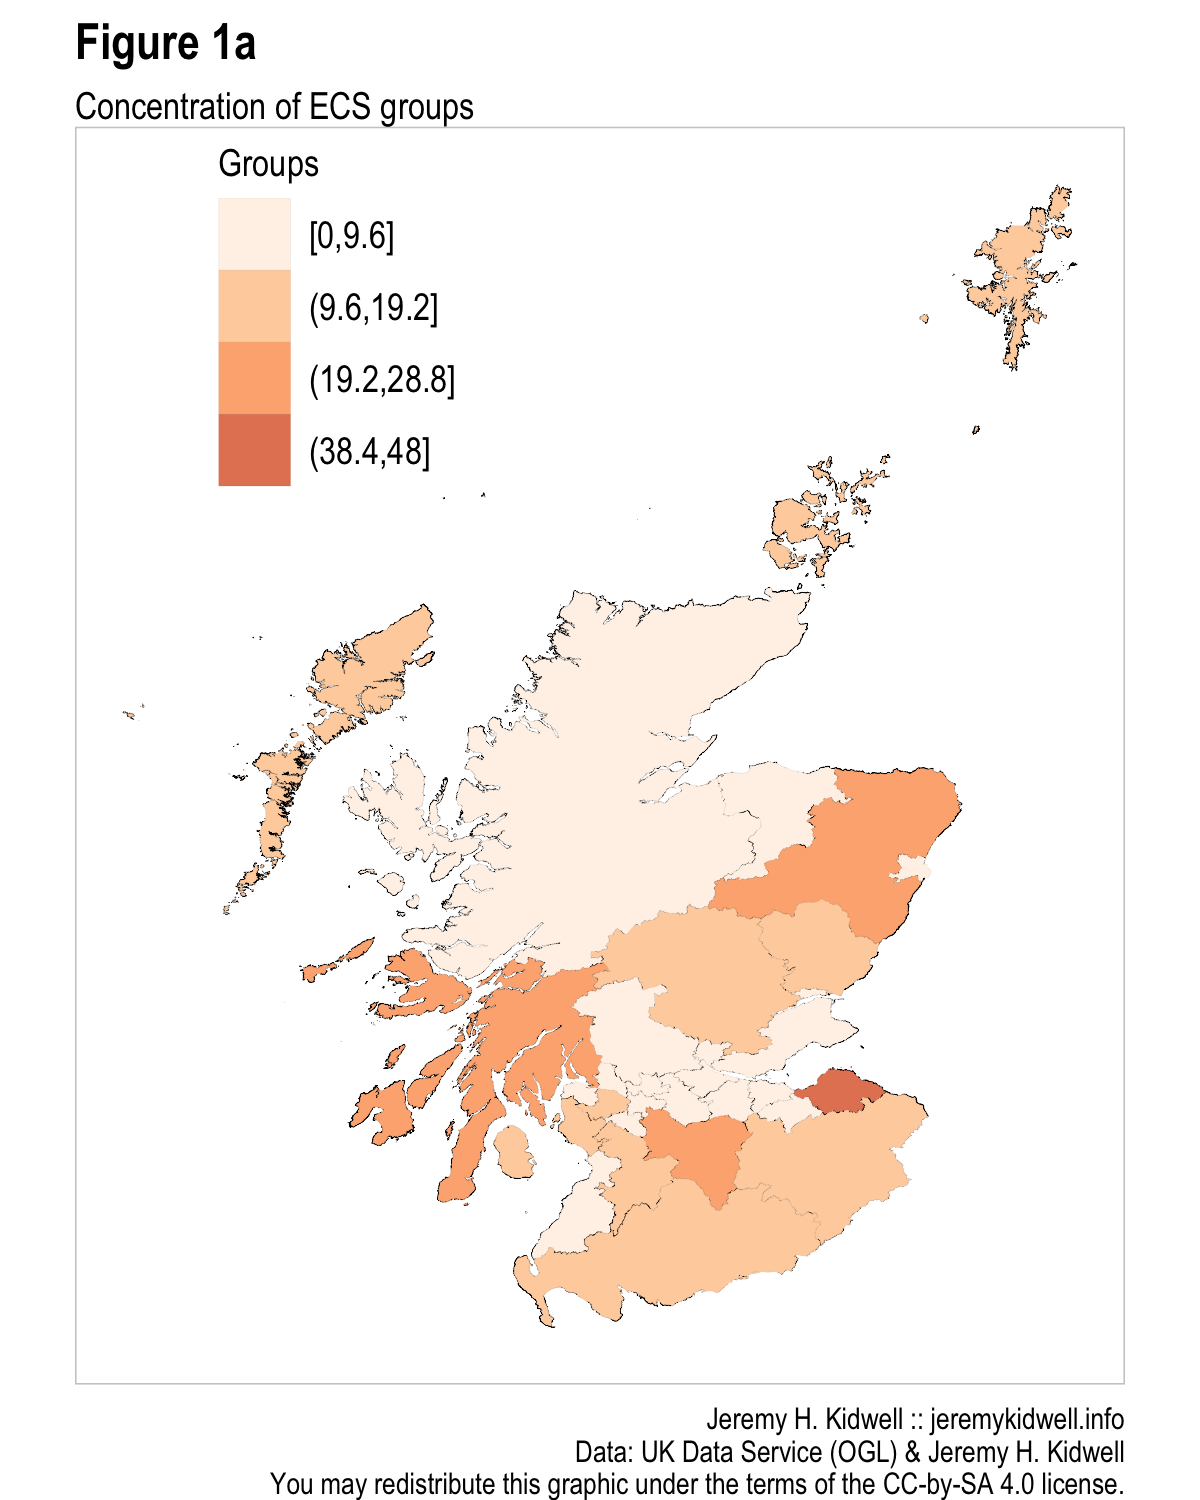 Figure 1a
Concentration of ECS groups
Groups
[0,9.6]
(9.6,19.2]
(19.2,28.8]
(38.4,48]
Jeremy H. Kidwell :: jeremykidwell.info
Data: UK Data Service (OGL) & Jeremy H. Kidwell
You may redistribute this graphic under the terms of the CC-by-SA 4.0 license.